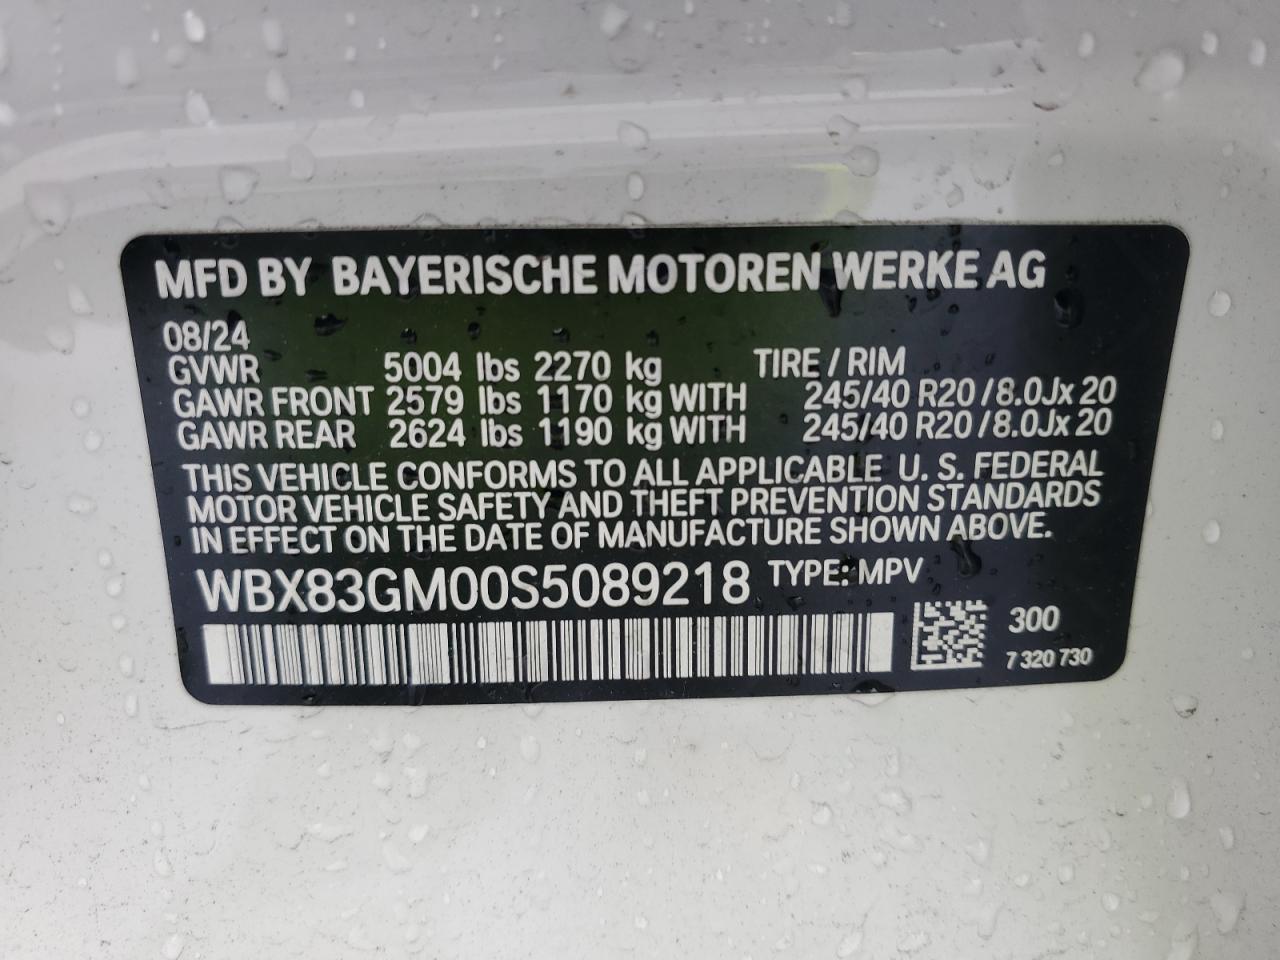 MFD BY BAYERISCHE MOTOREN WERKE AG
08/24
GVWR 5004 lbs 2270 kg TIRE / RIM
GAWR FRONT 2579 lbs 1170 kg WITH 245/40 R20 /8.0Jx 20
GAWR REAR 2624 lbs 1190 kg WITH 245/40 R20 /8.0Jx 20
THIS VEHICLE CONFORMS TO ALL APPLICABLE U. S. FEDERAL
MOTOR VEHICLE SAFETY AND THEFT PREVENTION STANDARDS
IN EFFECT ON THE DATE OF MANUFACTURE SHOWN ABOVE.
WBX83GM00S5089218 TYPE: MPV
300
7 320 730